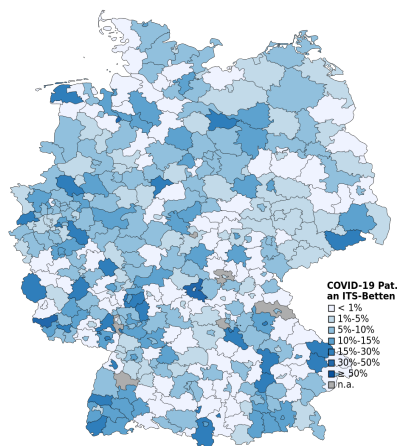 COVID-19 Pat.
an ITS-Betten
< 1%
1%-5%
5%-10%
10%-15%
15%-30%
30%-50%
≥ 50%
n.a.